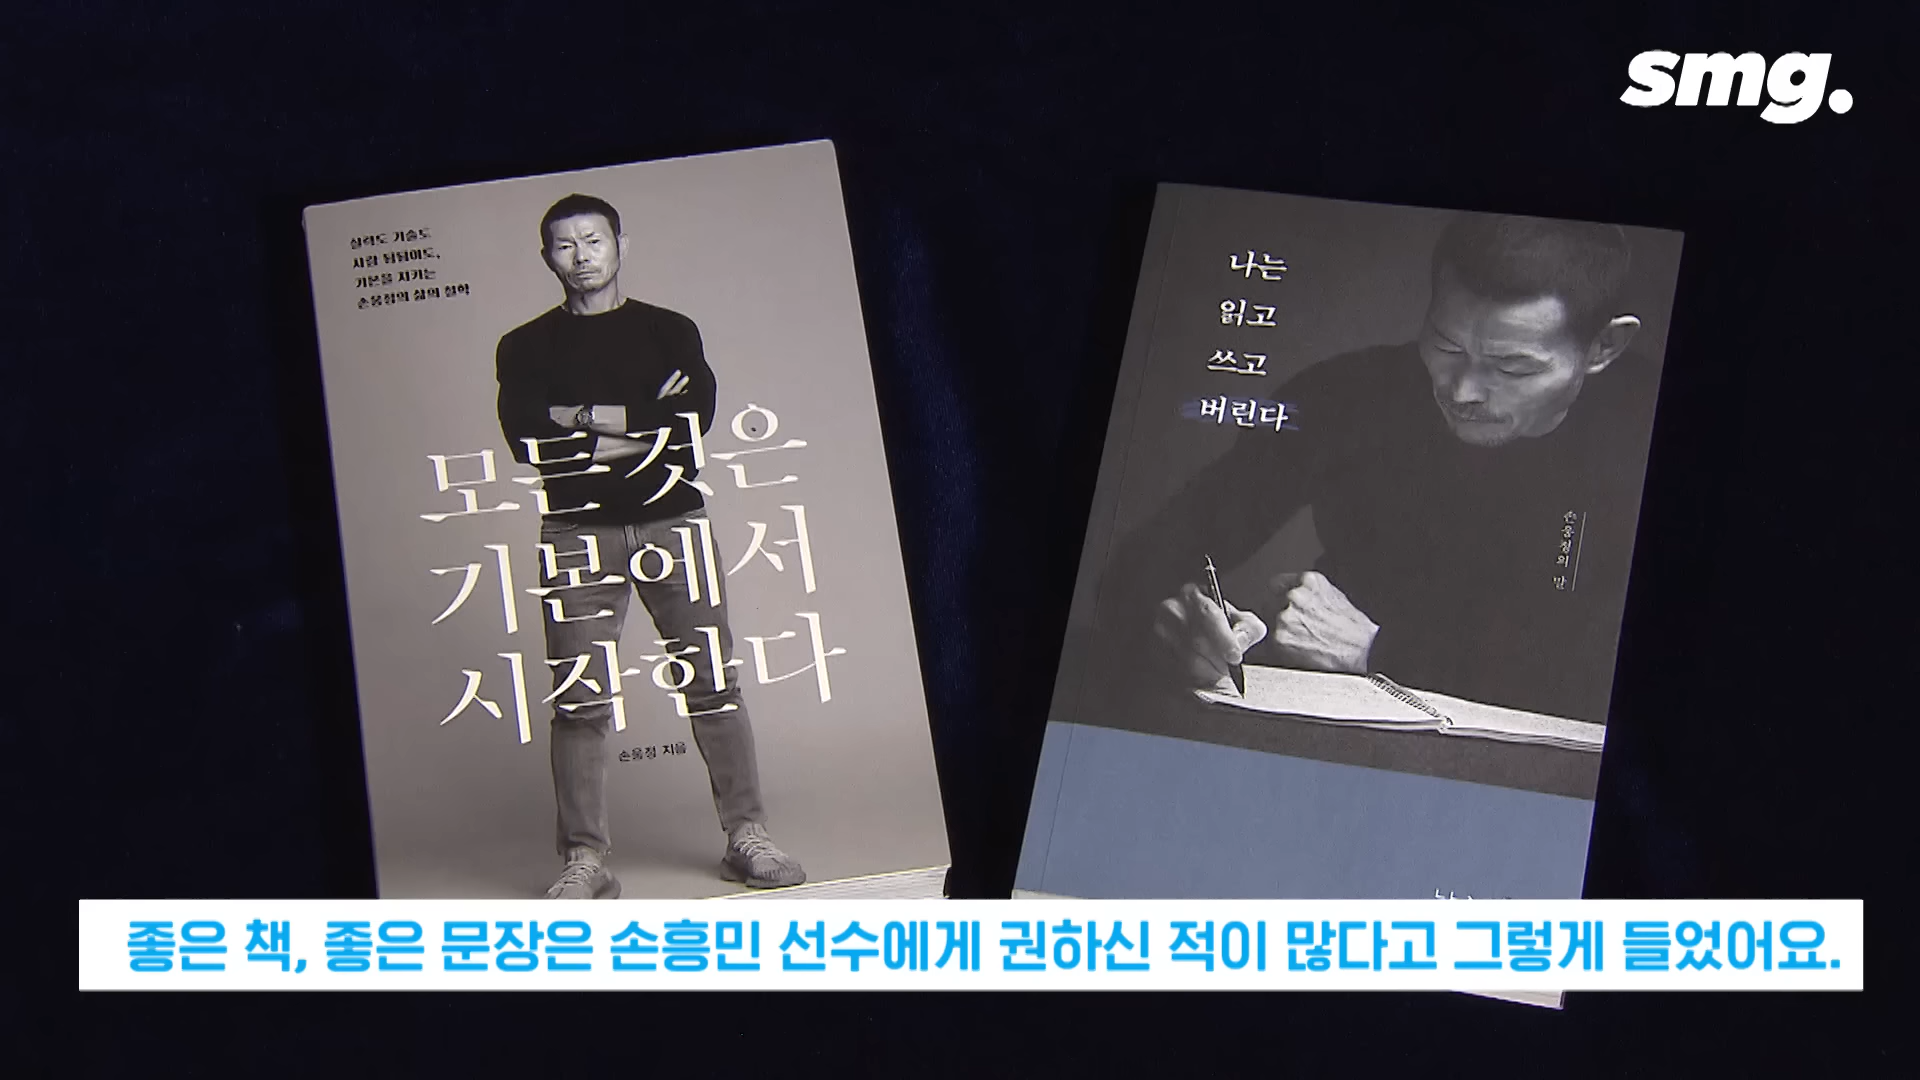 smg.
실력도 기술도
사람 됨됨이도,
기본을 지키는
손웅정의 삶의 철학
모든 것은
기본에서
시작한다
손웅정 지음
나는
읽고
쓰고
버린다
손웅정의 말
좋은 책, 좋은 문장은 손흥민 선수에게 권하신 적이 많다고 그렇게 들었어요.